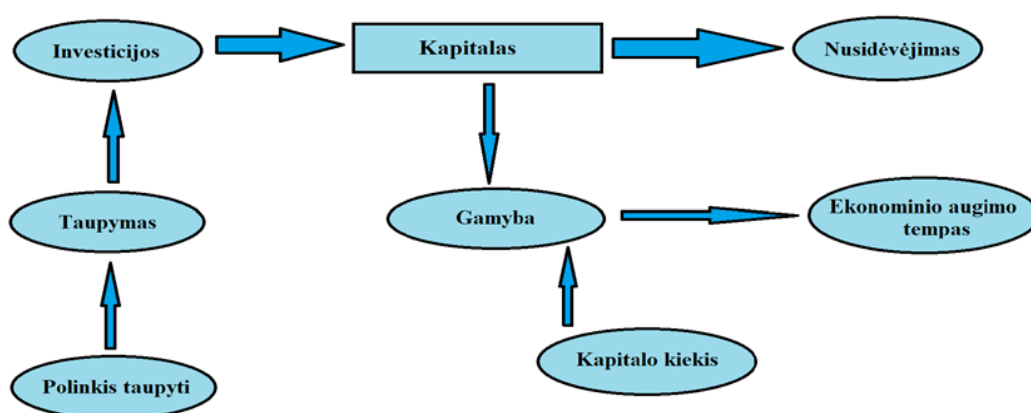 Investicijos
Kapitalas
Nusidėvėjimas
Taupymas
Gamyba
Ekonominio augimo
tempas
Polinkis taupyti
Kapitalo kiekis